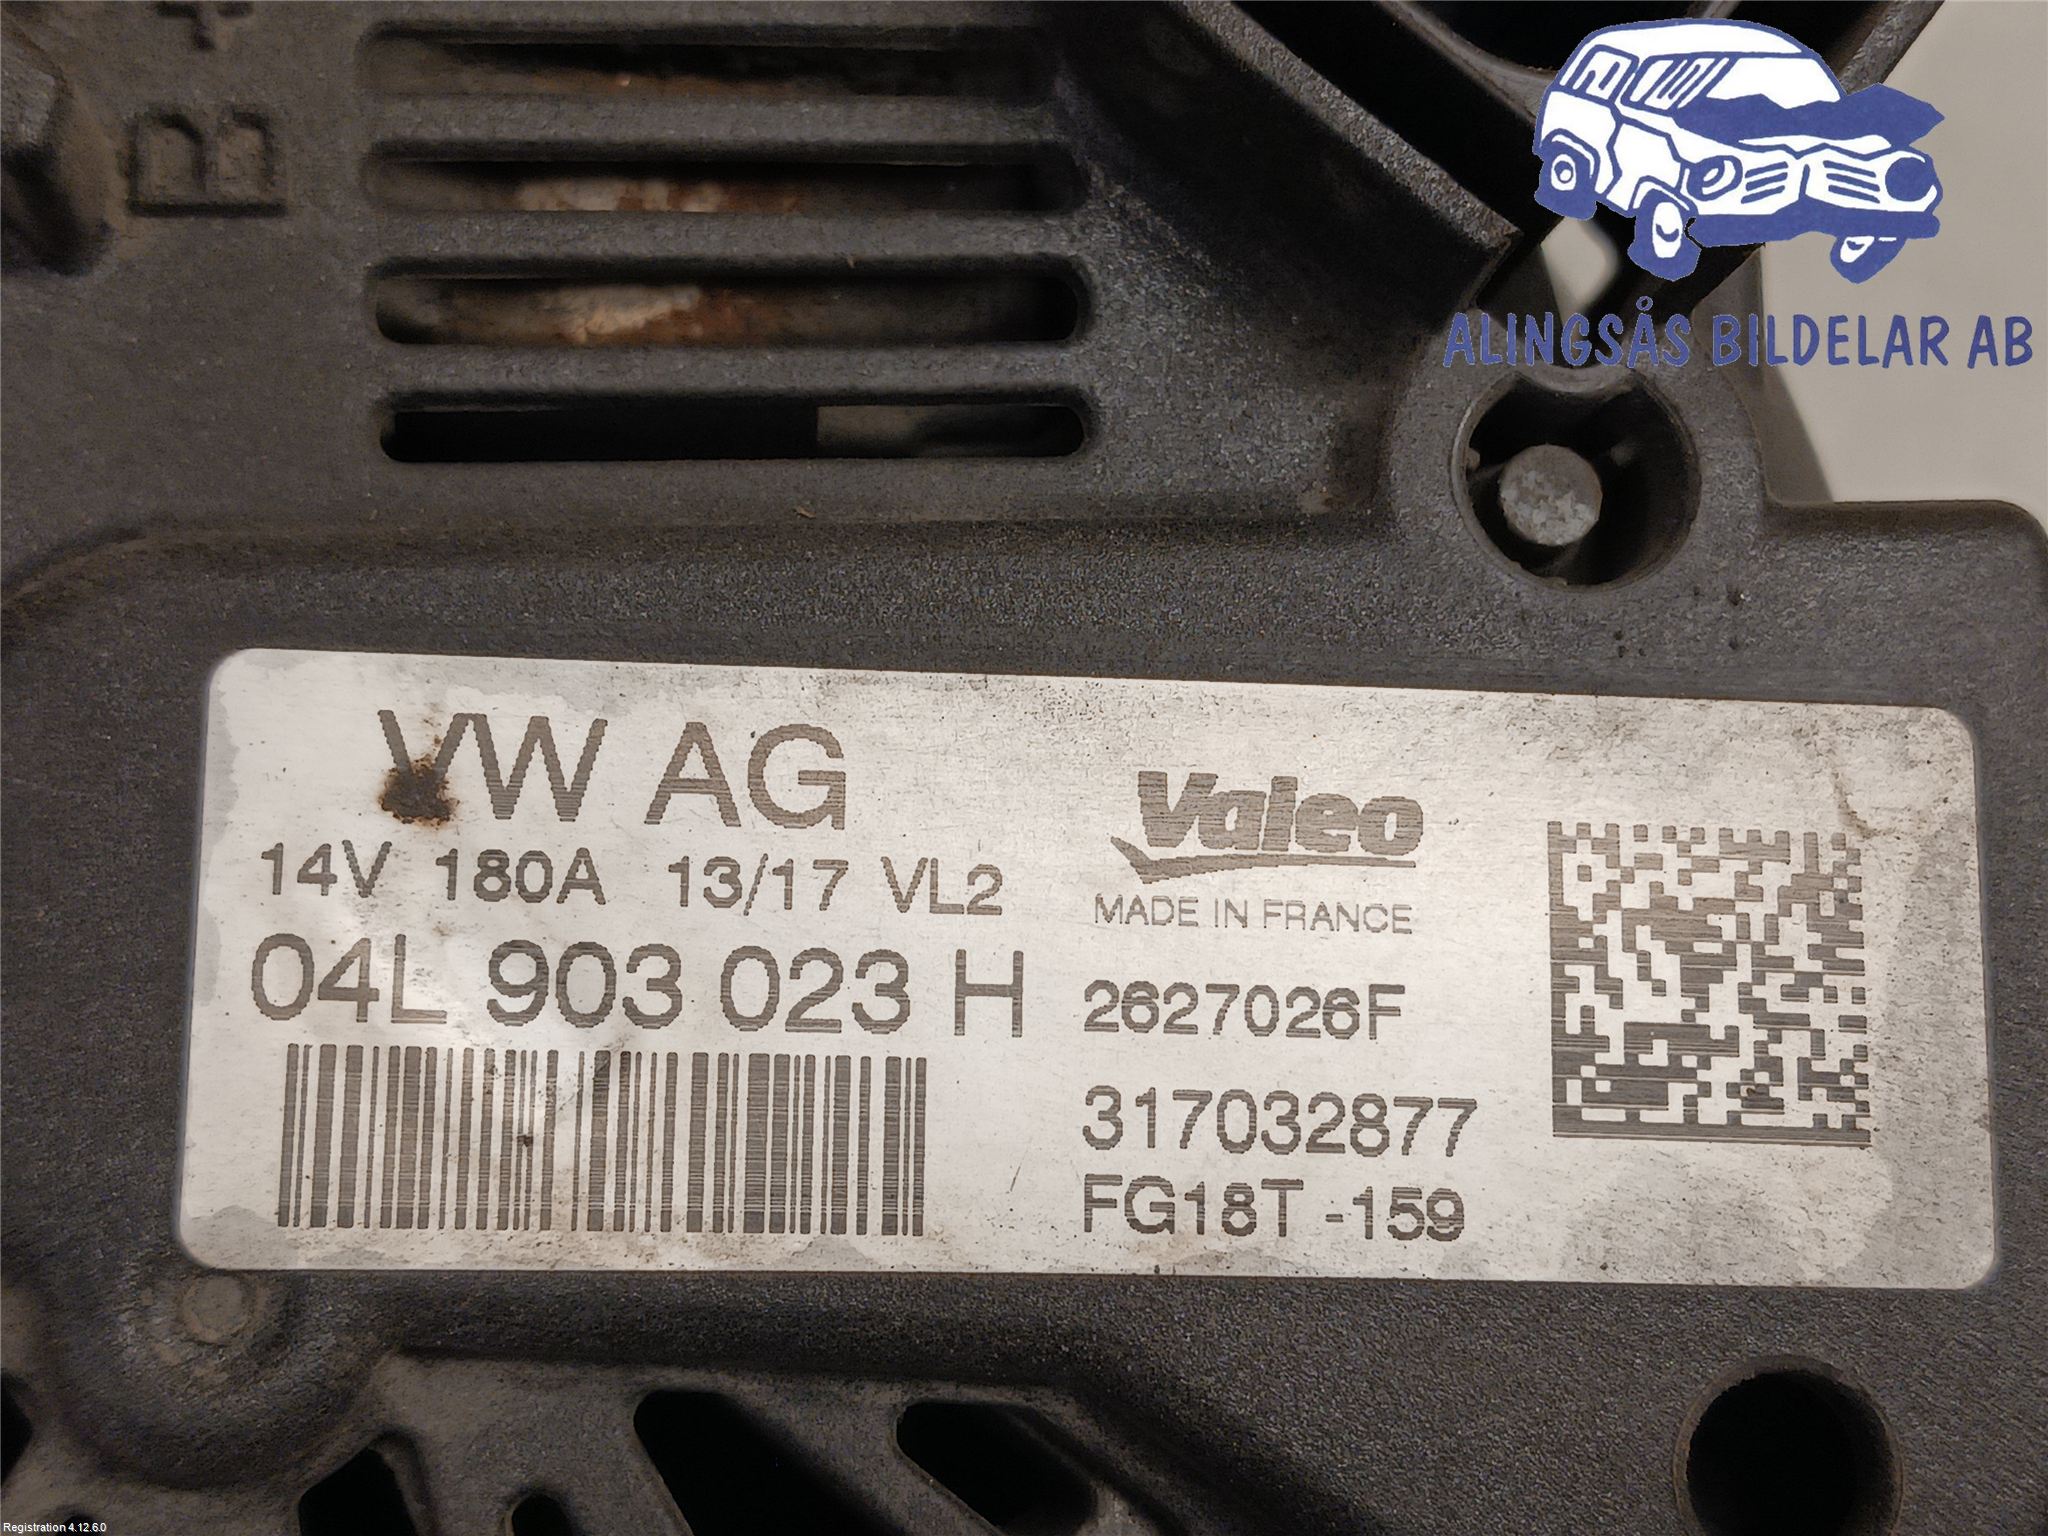 B+
ALINGSÅS BILDELAR AB
VW AG
14V 180A 13/17 VL2
04L 903 023 H
Valeo
MADE IN FRANCE
2627026F
317032877
FG18T -159
Registration 4.12.6.0